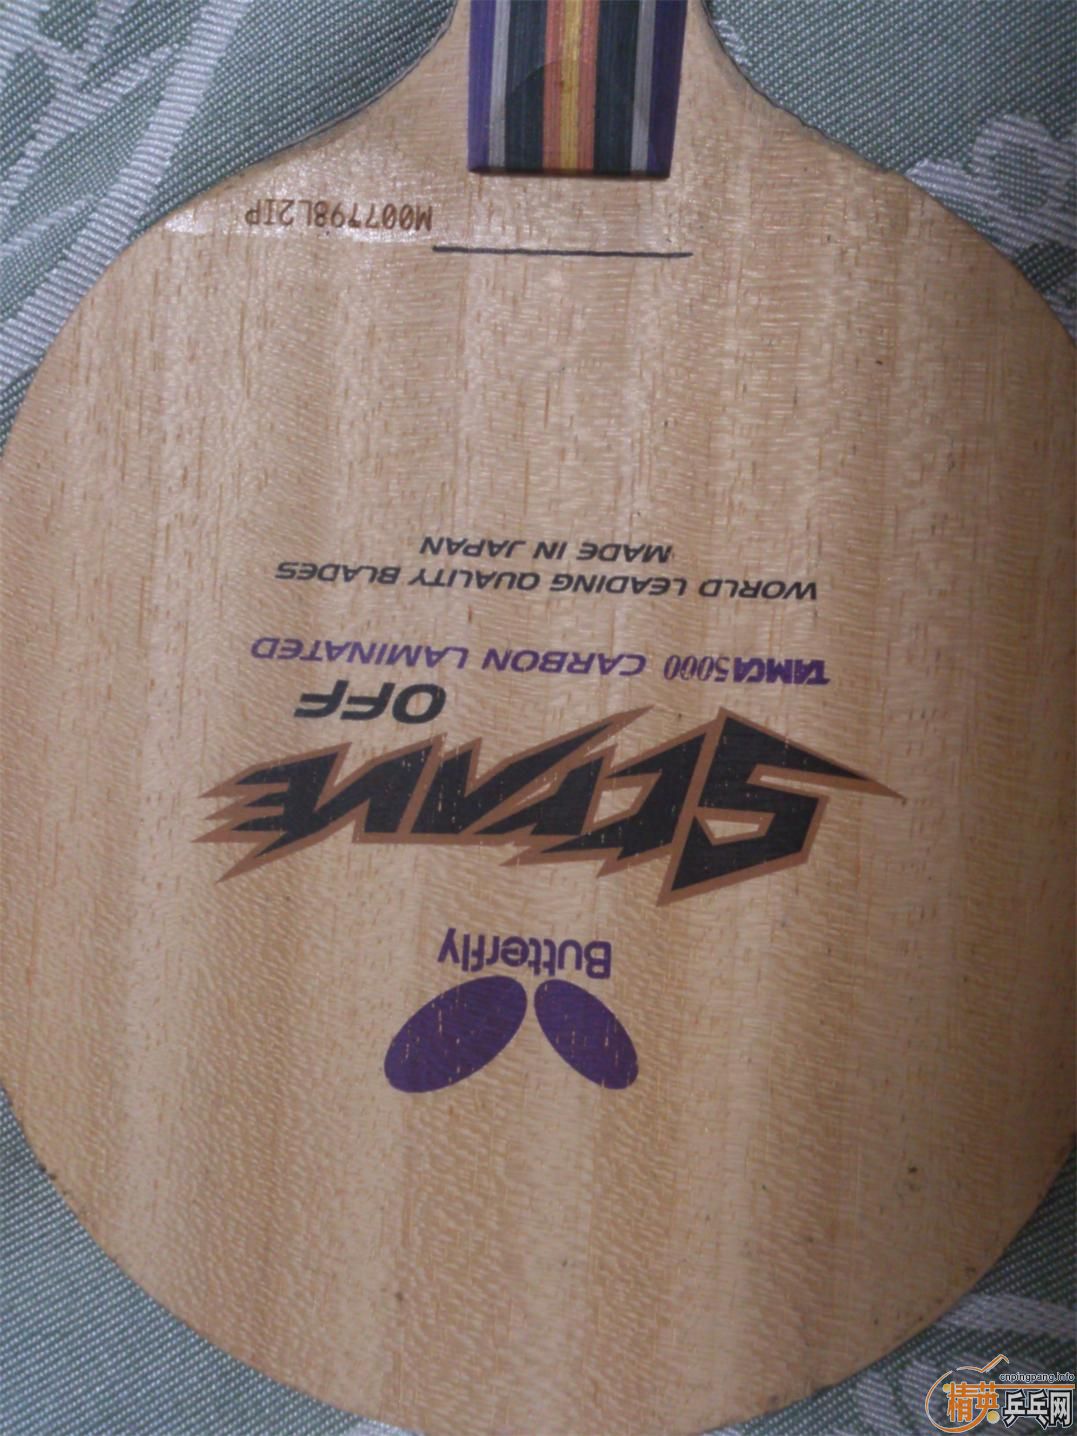 Butterfly
OFF
TAMCA5000 CARBON LAMINATED
WORLD LEADING QUALITY BLADES
MADE IN JAPAN
M007798L2IP
cnpingpang.info
精英乒乓网